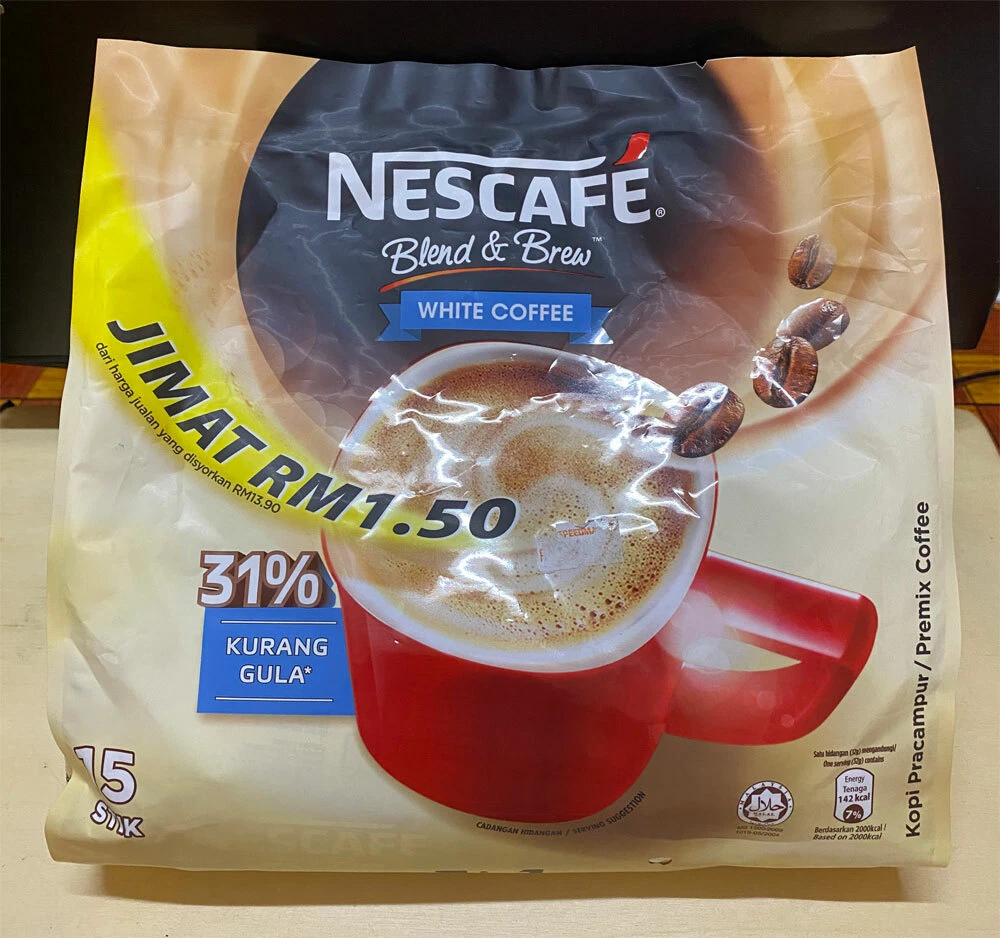 NESCAFÉ®
Blend & Brew™
WHITE COFFEE
JIMAT RM1.50
dari harga jualan yang disyorkan RM13.90
31%
KURANG
GULA*
15
STIK
CADANGAN HIDANGAN / SERVING SUGGESTION
حلال
Satu hidangan (32g) mengandungi/
One serving (32g) contains
Energy
Tenaga
142 kcal
7%
Berdasarkan 2000kcal /
Based on 2000kcal
Kopi Pracampur / Premix Coffee